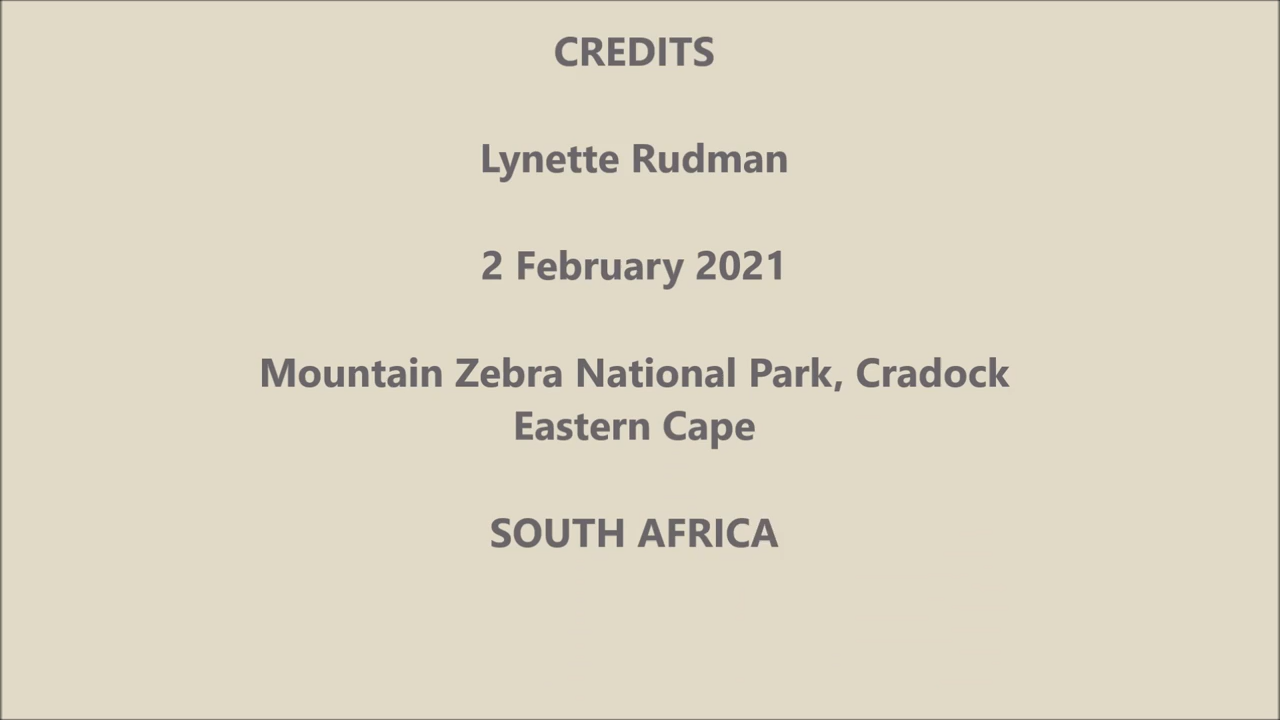 CREDITS
Lynette Rudman
2 February 2021
Mountain Zebra National Park, Cradock
Eastern Cape
SOUTH AFRICA